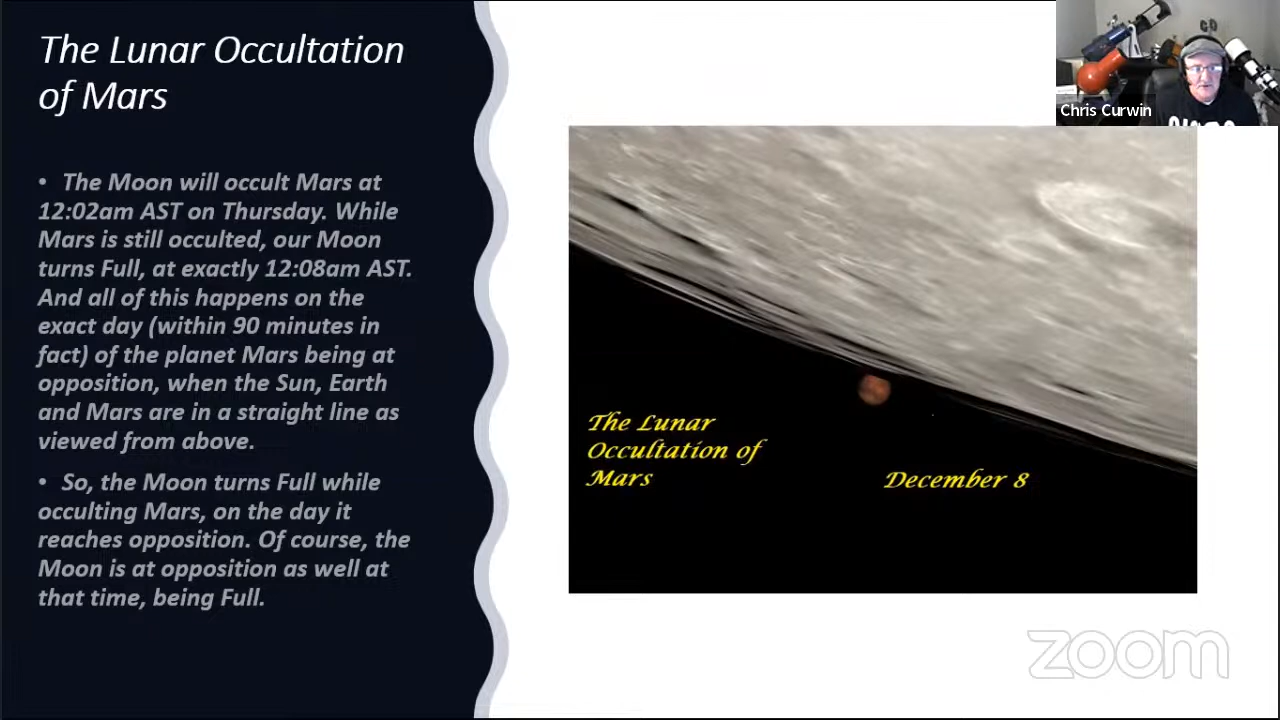 The Lunar Occultation
of Mars
• The Moon will occult Mars at
12:02am AST on Thursday. While
Mars is still occulted, our Moon
turns Full, at exactly 12:08am AST.
And all of this happens on the
exact day (within 90 minutes in
fact) of the planet Mars being at
opposition, when the Sun, Earth
and Mars are in a straight line as
viewed from above.
• So, the Moon turns Full while
occulting Mars, on the day it
reaches opposition. Of course, the
Moon is at opposition as well at
that time, being Full.
The Lunar
Occultation of
Mars
December 8
Chris Curwin
zoom